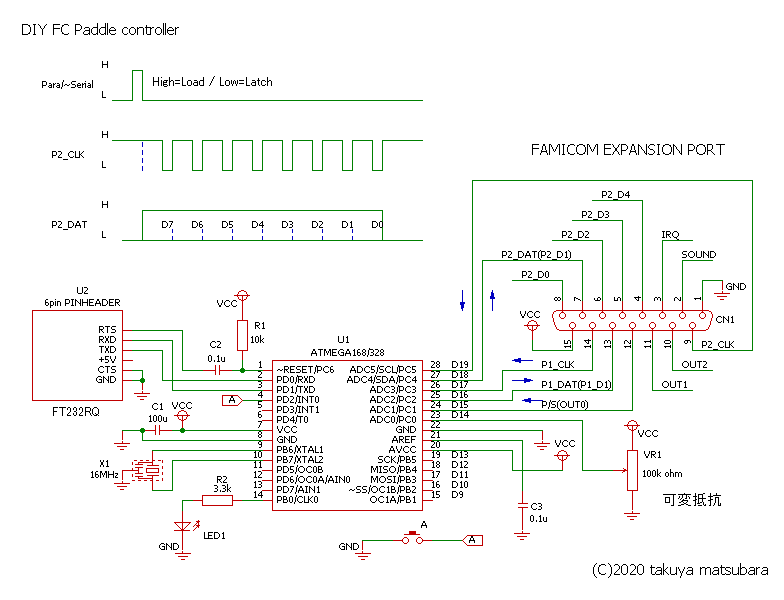 DIY FC Paddle controller
H
Para/~Serial
High=Load / Low=Latch
L
H
P2_CLK
L
H
P2_DAT
D7 D6 D5 D4 D3 D2 D1 D0
L
FAMICOM EXPANSION PORT
P2_D4
P2_D3
P2_D2
IRQ
P2_DAT(P2_D1)
SOUND
P2_D0
GND
8 7 6 5 4 3 2 1
VCC
CN1
15 14 13 12 11 10 9
P2_CLK
P1_CLK
OUT2
P1_DAT(P1_D1)
OUT1
P/S(OUT0)
U2
6pin PINHEADER
RTS
RXD
TXD
+5V
CTS
GND
FT232RQ
VCC
R1
10k
C2
0.1u
C1
100u
VCC
X1
16MHz
R2
3.3k
LED1
GND
U1
ATMEGA168/328
1 ~RESET/PC6
2 PD0/RXD
3 PD1/TXD
A
4 PD2/INT0
5 PD3/INT1
6 PD4/T0
7 VCC
8 GND
9 PB6/XTAL1
10 PB7/XTAL2
11 PD5/OC0B
12 PD6/OC0A/AIN0
13 PD7/AIN1
14 PB0/CLK0
ADC5/SCL/PC5 28 D19
ADC4/SDA/PC4 27 D18
ADC3/PC3 26 D17
ADC2/PC2 25 D16
ADC1/PC1 24 D15
ADC0/PC0 23 D14
GND 22
AREF 21
AVCC 20
SCK/PB5 19 D13
MISO/PB4 18 D12
MOSI/PB3 17 D11
~SS/OC1B/PB2 16 D10
OC1A/PB1 15 D9
VCC
VCC
VR1
100k ohm
可変抵抗
C3
0.1u
A
GND
A
(C)2020 takuya matsubara